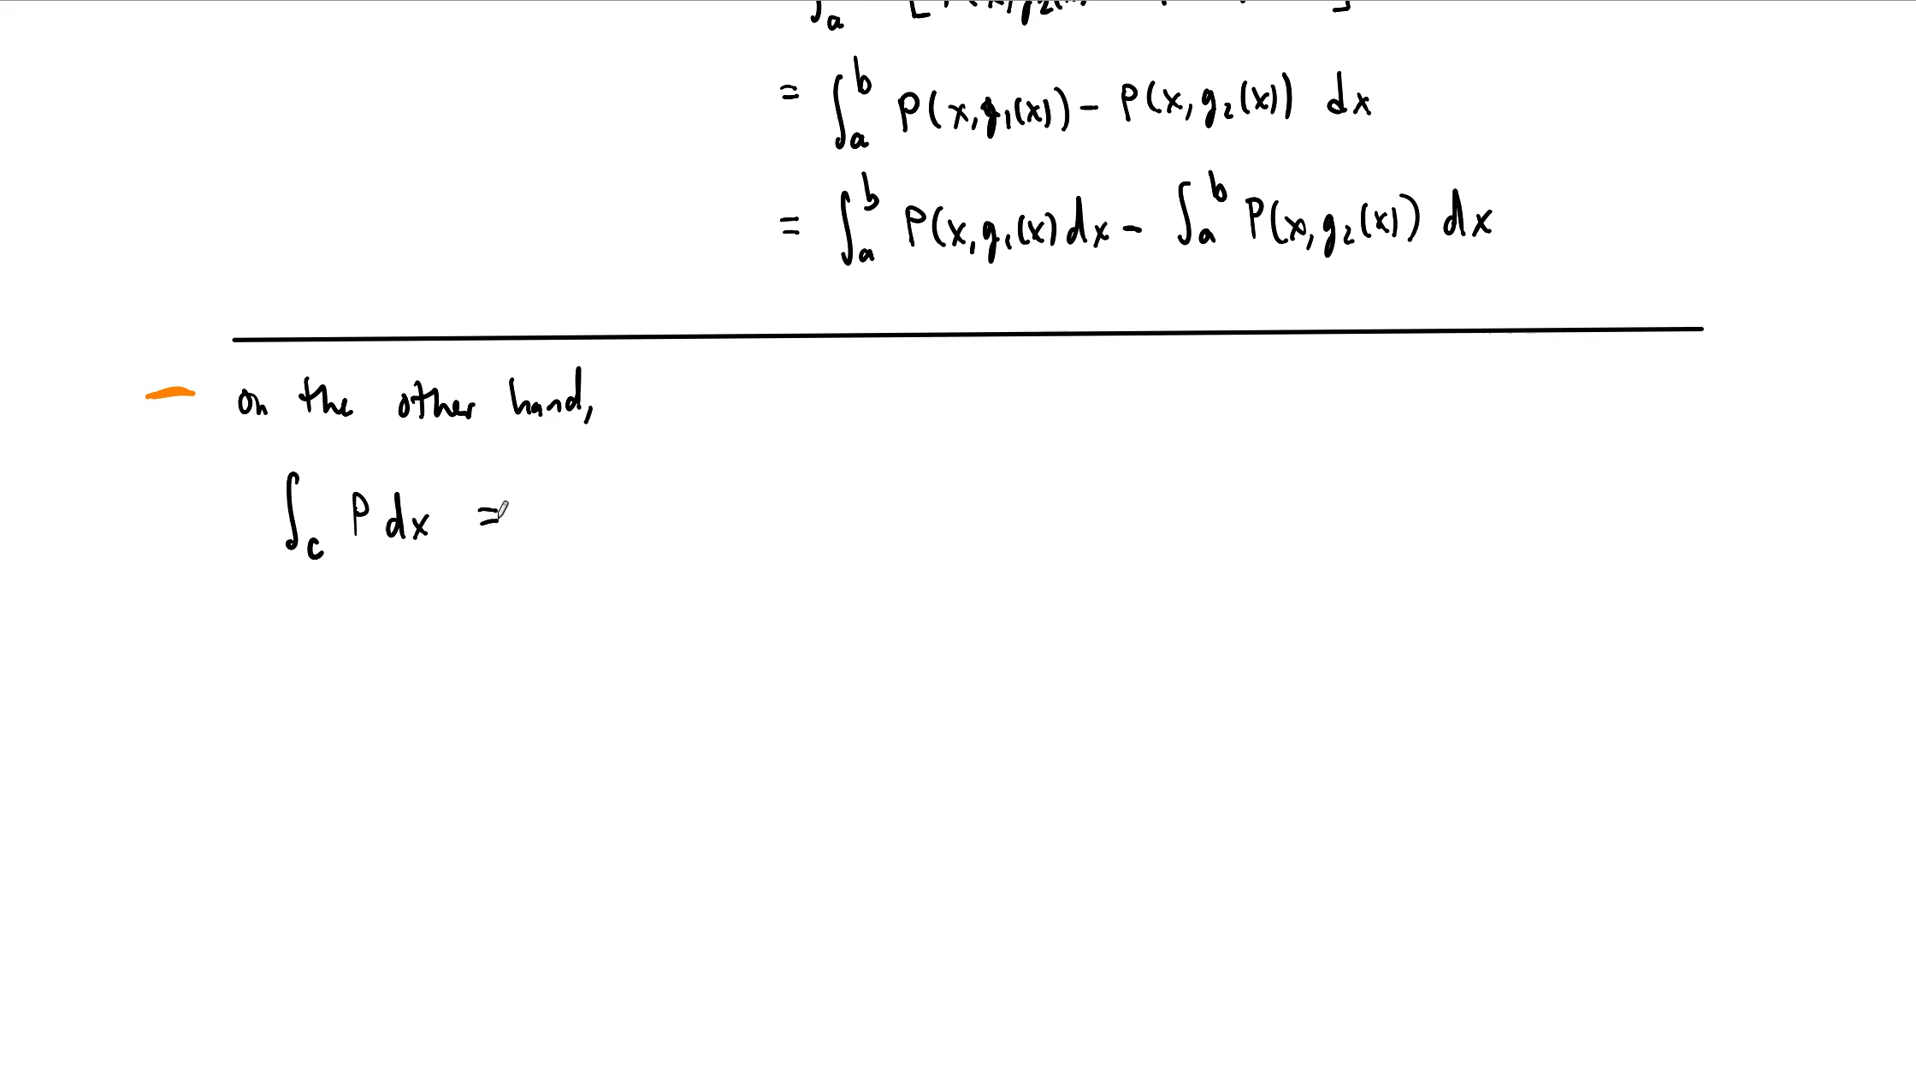 = ∫_a^b P(x,g₁(x)) - P(x,g₂(x)) dx
= ∫_a^b P(x,g₁(x) dx - ∫_a^b P(x,g₂(x)) dx
on the other hand,
∫_c P dx =